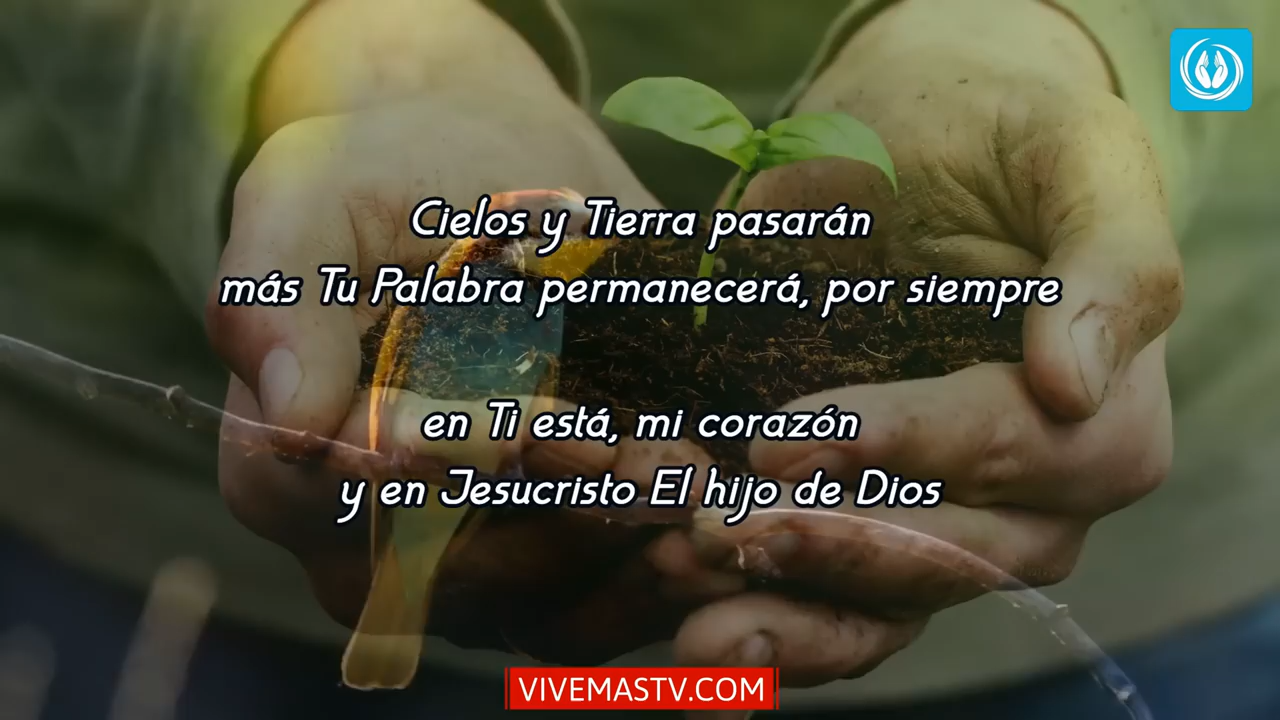 Cielos y Tierra pasarán
más Tu Palabra permanecerá, por siempre
en Ti está, mi corazón
y en Jesucristo El hijo de Dios
VIVEMASTV.COM